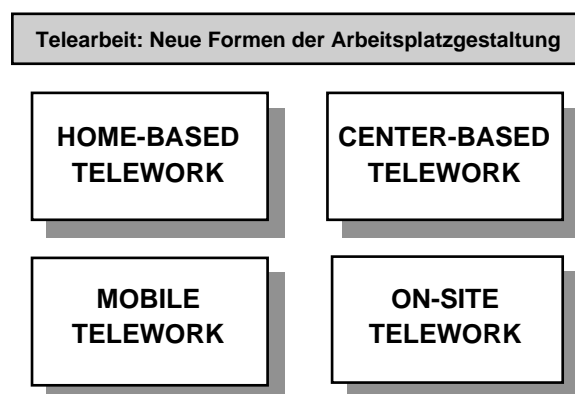 Telearbeit: Neue Formen der Arbeitsplatzgestaltung
HOME-BASED
TELEWORK
CENTER-BASED
TELEWORK
MOBILE
TELEWORK
ON-SITE
TELEWORK